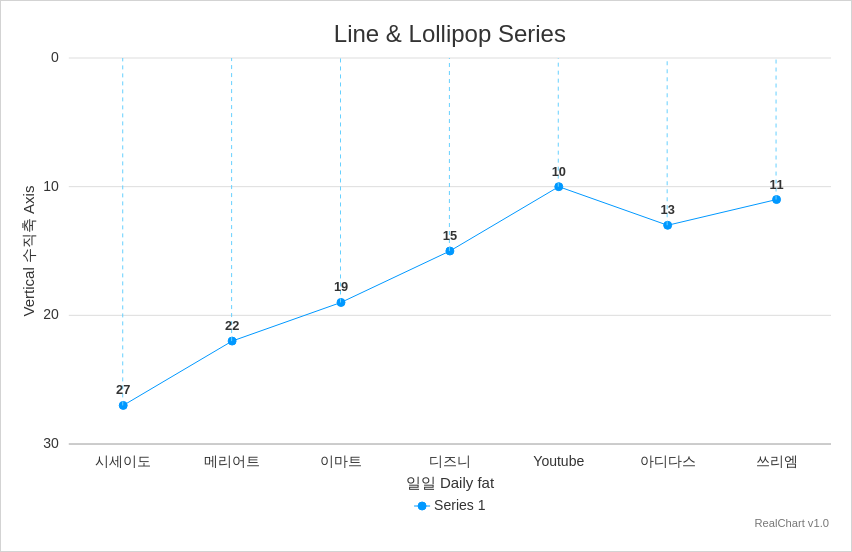 Line & Lollipop Series
0
10
20
30
Vertical 수직축 Axis
27
22
19
15
10
13
11
시세이도 메리어트 이마트 디즈니 Youtube 아디다스 쓰리엠
일일 Daily fat
Series 1
RealChart v1.0